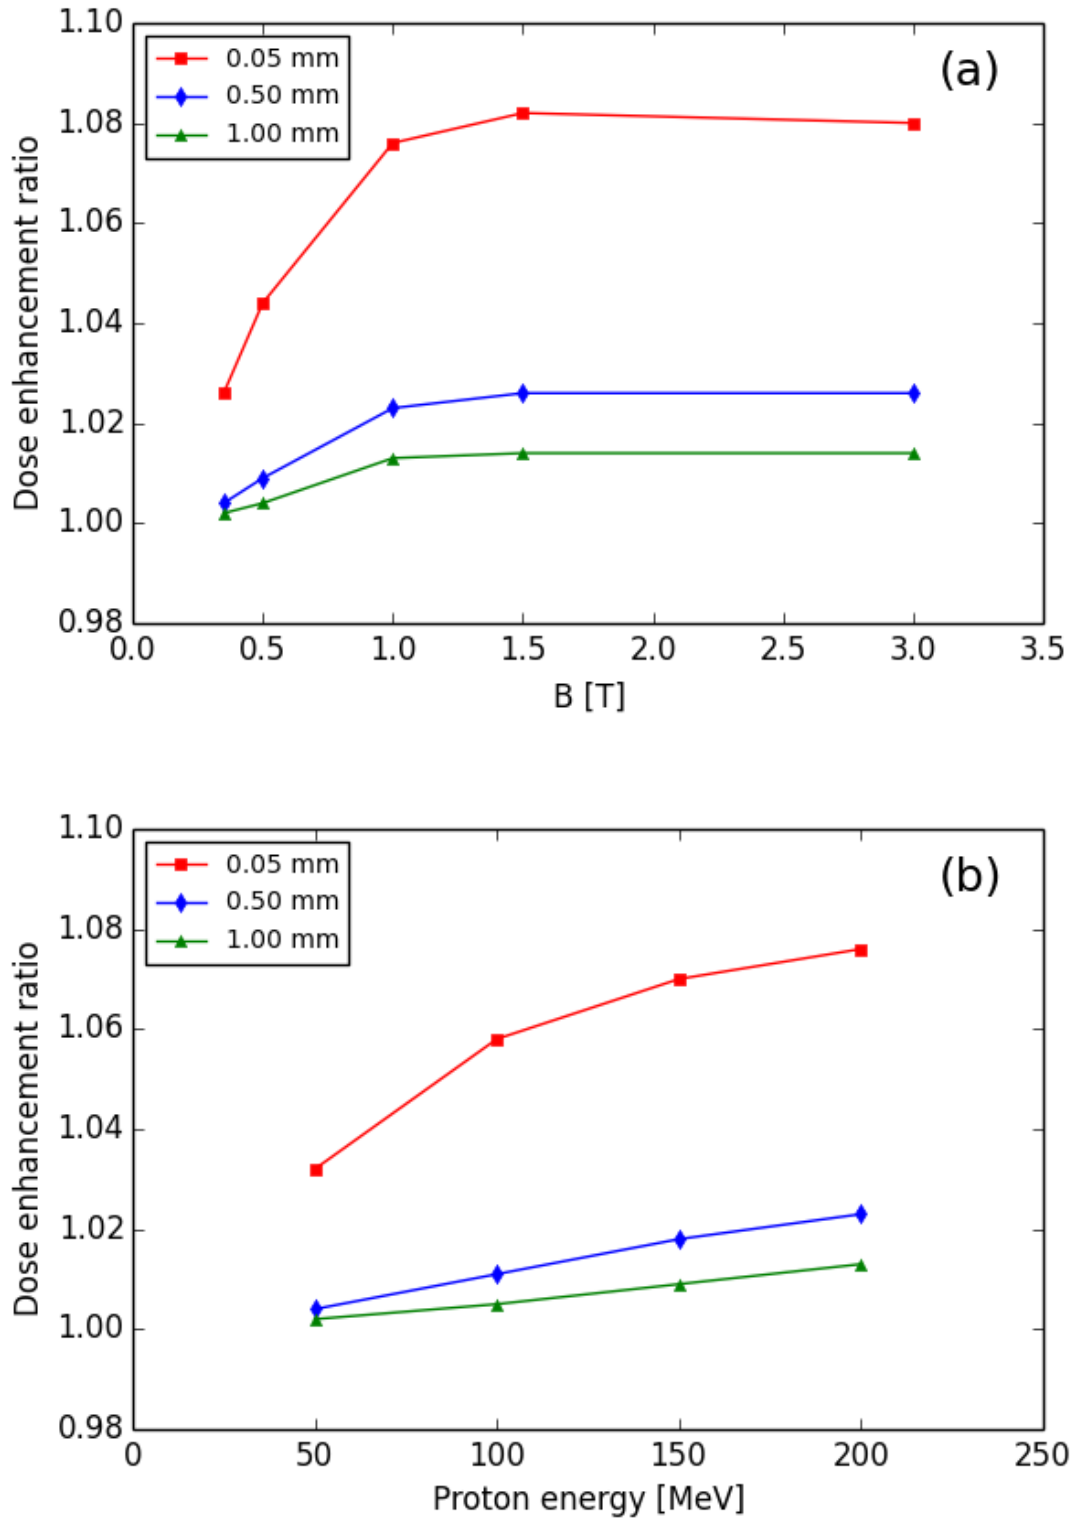 1.10
0.05 mm
0.50 mm
1.00 mm
(a)
1.08
1.06
1.04
1.02
1.00
0.98
Dose enhancement ratio
0.0 0.5 1.0 1.5 2.0 2.5 3.0 3.5
B [T]
1.10
0.05 mm
0.50 mm
1.00 mm
(b)
1.08
1.06
1.04
1.02
1.00
0.98
Dose enhancement ratio
0 50 100 150 200 250
Proton energy [MeV]